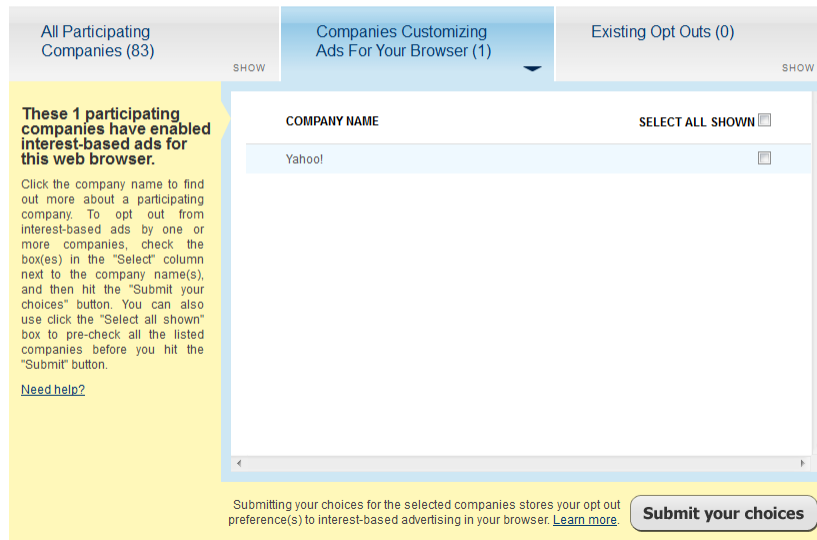 All Participating
Companies (83)
SHOW
Companies Customizing
Ads For Your Browser (1)
Existing Opt Outs (0)
SHOW
These 1 participating
companies have enabled
interest-based ads for
this web browser.
Click the company name to find
out more about a participating
company. To opt out from
interest-based ads by one or
more companies, check the
box(es) in the "Select" column
next to the company name(s),
and then hit the "Submit your
choices" button. You can also
use click the "Select all shown"
box to pre-check all the listed
companies before you hit the
"Submit" button.
Need help?
COMPANY NAME
SELECT ALL SHOWN
Yahoo!
Submitting your choices for the selected companies stores your opt out
preference(s) to interest-based advertising in your browser. Learn more.
Submit your choices